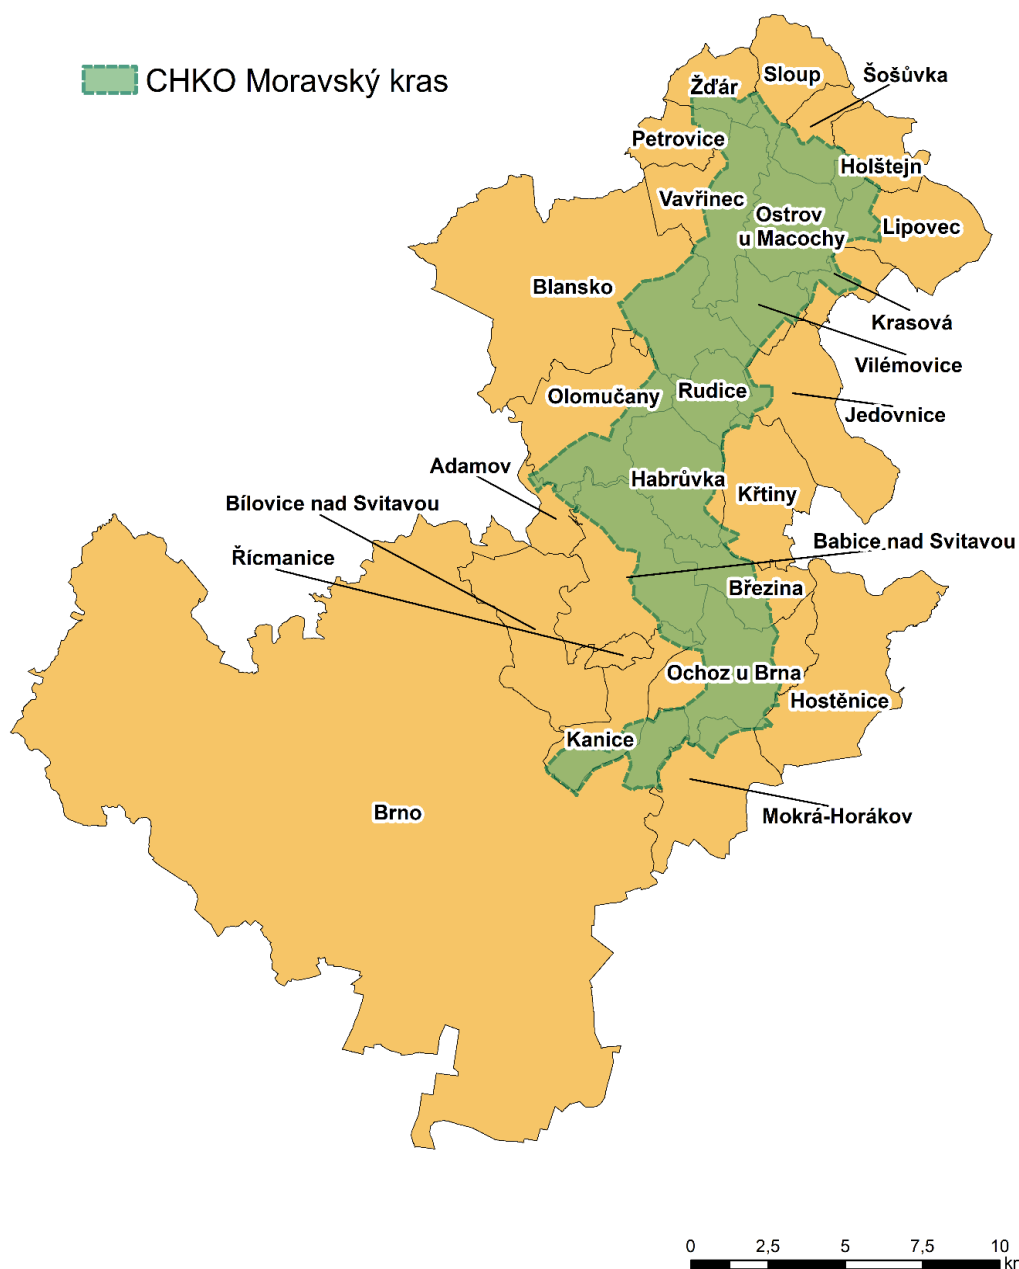 CHKO Moravský kras
Sloup
Šošůvka
Žďár
Petrovice
Holštejn
Vavřinec
Ostrov
u Macochy
Lipovec
Blansko
Krasová
Vilémovice
Olomučany
Rudice
Jedovnice
Adamov
Habrůvka
Křtiny
Bílovice nad Svitavou
Babice nad Svitavou
Řícmanice
Březina
Ochoz u Brna
Hostěnice
Kanice
Brno
Mokrá-Horákov
0 2,5 5 7,5 10